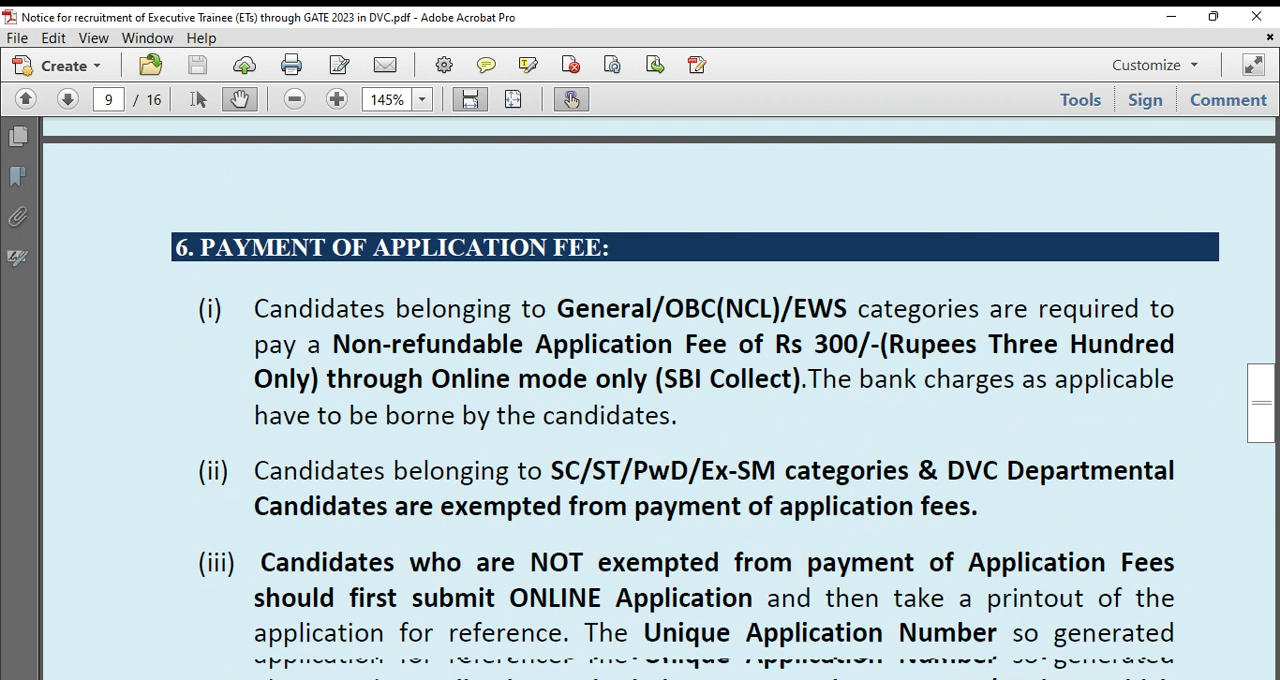 Notice for recruitment of Executive Trainee (ETs) through GATE 2023 in DVC.pdf - Adobe Acrobat Pro
File Edit View Window Help
Create
Customize
9 / 16
145%
Tools Sign Comment
6. PAYMENT OF APPLICATION FEE:
(i) Candidates belonging to General/OBC(NCL)/EWS categories are required to
pay a Non-refundable Application Fee of Rs 300/-(Rupees Three Hundred
Only) through Online mode only (SBI Collect).The bank charges as applicable
have to be borne by the candidates.
(ii) Candidates belonging to SC/ST/PwD/Ex-SM categories & DVC Departmental
Candidates are exempted from payment of application fees.
(iii) Candidates who are NOT exempted from payment of Application Fees
should first submit ONLINE Application and then take a printout of the
application for reference. The Unique Application Number so generated